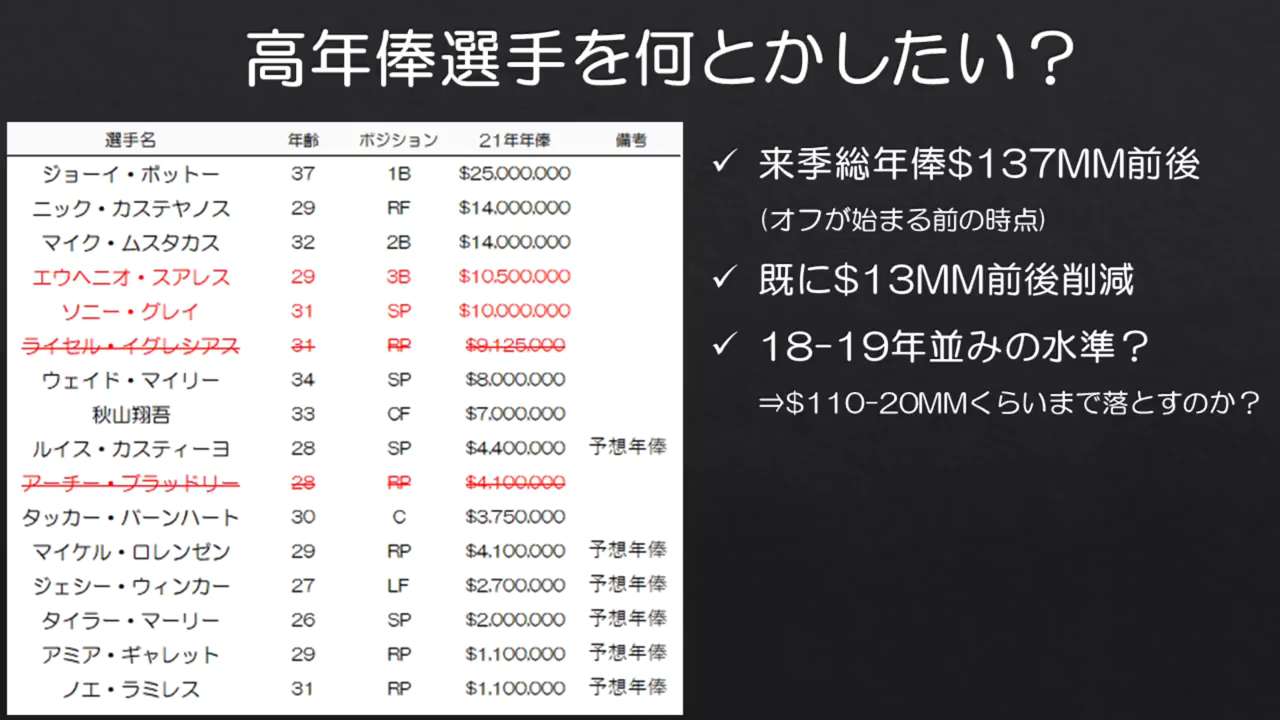 高年俸選手を何とかしたい？
選手名 年齢 ポジション 21年年俸 備考
ジョーイ・ボットー 37 1B $25,000,000
ニック・カステヤノス 29 RF $14,000,000
マイク・ムスタカス 32 2B $14,000,000
エウヘニオ・スアレス 29 3B $10,500,000
ソニー・グレイ 31 SP $10,000,000
ライセル・イグレシアス 31 RP $9,125,000
ウェイド・マイリー 34 SP $8,000,000
秋山翔吾 33 CF $7,000,000
ルイス・カスティーヨ 28 SP $4,400,000 予想年俸
アーチー・ブラッドリー 28 RP $4,100,000
タッカー・バーンハート 30 C $3,750,000
マイケル・ロレンゼン 29 RP $4,100,000 予想年俸
ジェシー・ウィンカー 27 LF $2,700,000 予想年俸
タイラー・マーリー 26 SP $2,000,000 予想年俸
アミア・ギャレット 29 RP $1,100,000 予想年俸
ノエ・ラミレス 31 RP $1,100,000 予想年俸
✓ 来季総年俸$137MM前後
(オフが始まる前の時点)
✓ 既に$13MM前後削減
✓ 18-19年並みの水準？
⇒$110-20MMくらいまで落とすのか？